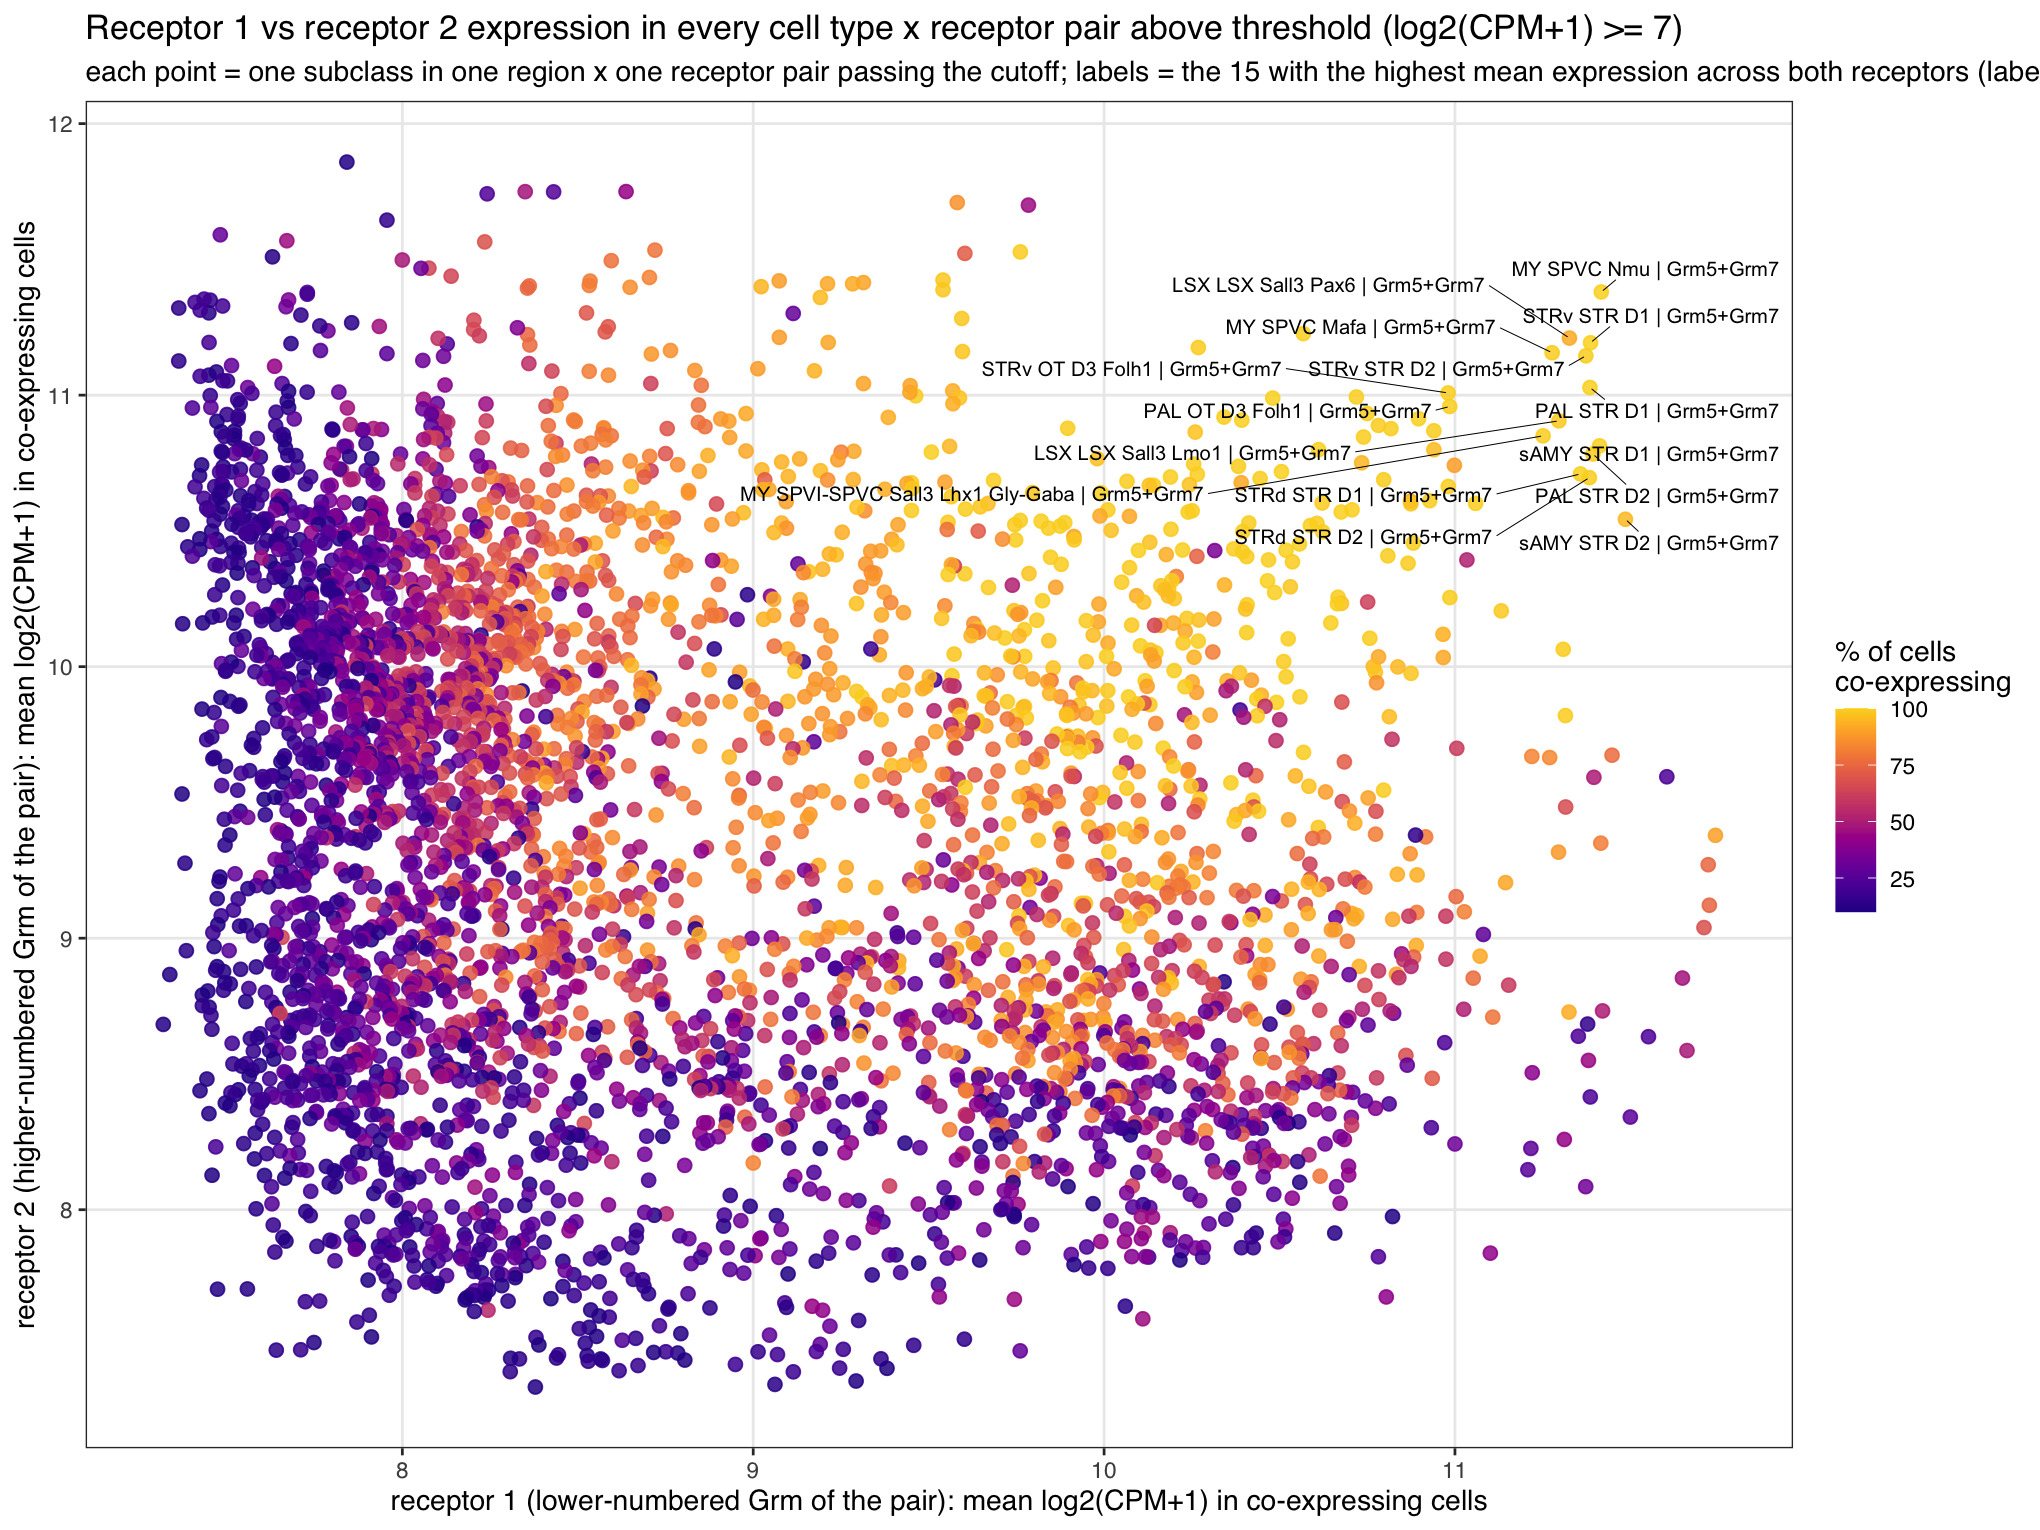 Receptor 1 vs receptor 2 expression in every cell type x receptor pair above threshold (log2(CPM+1) >= 7)
each point = one subclass in one region x one receptor pair passing the cutoff; labels = the 15 with the highest mean expression across both receptors (labe
receptor 2 (higher-numbered Grm of the pair): mean log2(CPM+1) in co-expressing cells
12
11
10
9
8
MY SPVC Nmu | Grm5+Grm7
LSX LSX Sall3 Pax6 | Grm5+Grm7
STRv STR D1 | Grm5+Grm7
MY SPVC Mafa | Grm5+Grm7
STRv OT D3 Folh1 | Grm5+Grm7
STRv STR D2 | Grm5+Grm7
PAL OT D3 Folh1 | Grm5+Grm7
PAL STR D1 | Grm5+Grm7
LSX LSX Sall3 Lmo1 | Grm5+Grm7
sAMY STR D1 | Grm5+Grm7
MY SPVI-SPVC Sall3 Lhx1 Gly-Gaba | Grm5+Grm7
STRd STR D1 | Grm5+Grm7
PAL STR D2 | Grm5+Grm7
STRd STR D2 | Grm5+Grm7
sAMY STR D2 | Grm5+Grm7
% of cells
co-expressing
100
75
50
25
8
9
10
11
receptor 1 (lower-numbered Grm of the pair): mean log2(CPM+1) in co-expressing cells